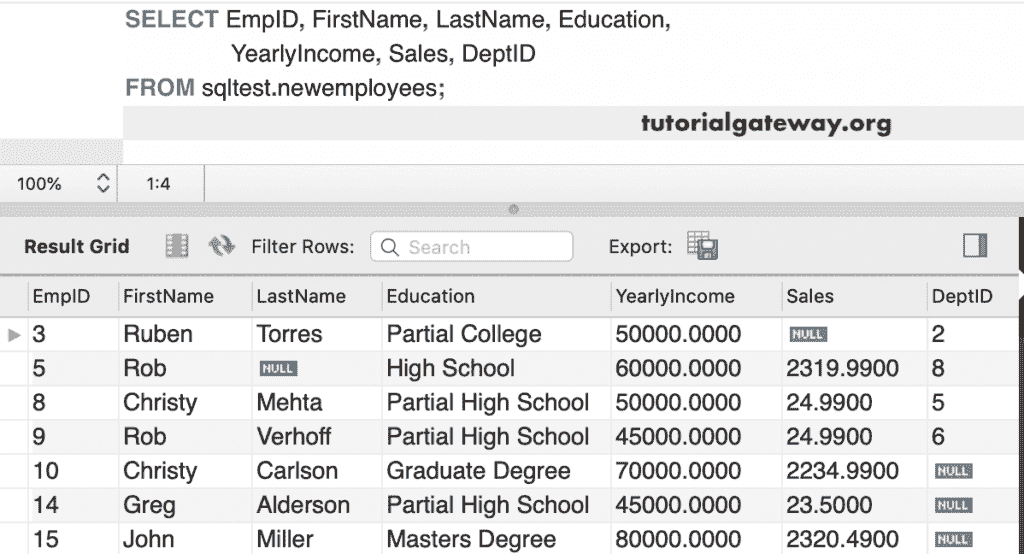 SELECT EmpID, FirstName, LastName, Education,
YearlyIncome, Sales, DeptID
FROM sqltest.newemployees;
tutorialgateway.org
100% 1:4
Result Grid Filter Rows: Search Export:
EmpID FirstName LastName Education YearlyIncome Sales DeptID
3 Ruben Torres Partial College 50000.0000 NULL 2
5 Rob NULL High School 60000.0000 2319.9900 8
8 Christy Mehta Partial High School 50000.0000 24.9900 5
9 Rob Verhoff Partial High School 45000.0000 24.9900 6
10 Christy Carlson Graduate Degree 70000.0000 2234.9900 NULL
14 Greg Alderson Partial High School 45000.0000 23.5000 NULL
15 John Miller Masters Degree 80000.0000 2320.4900 NULL